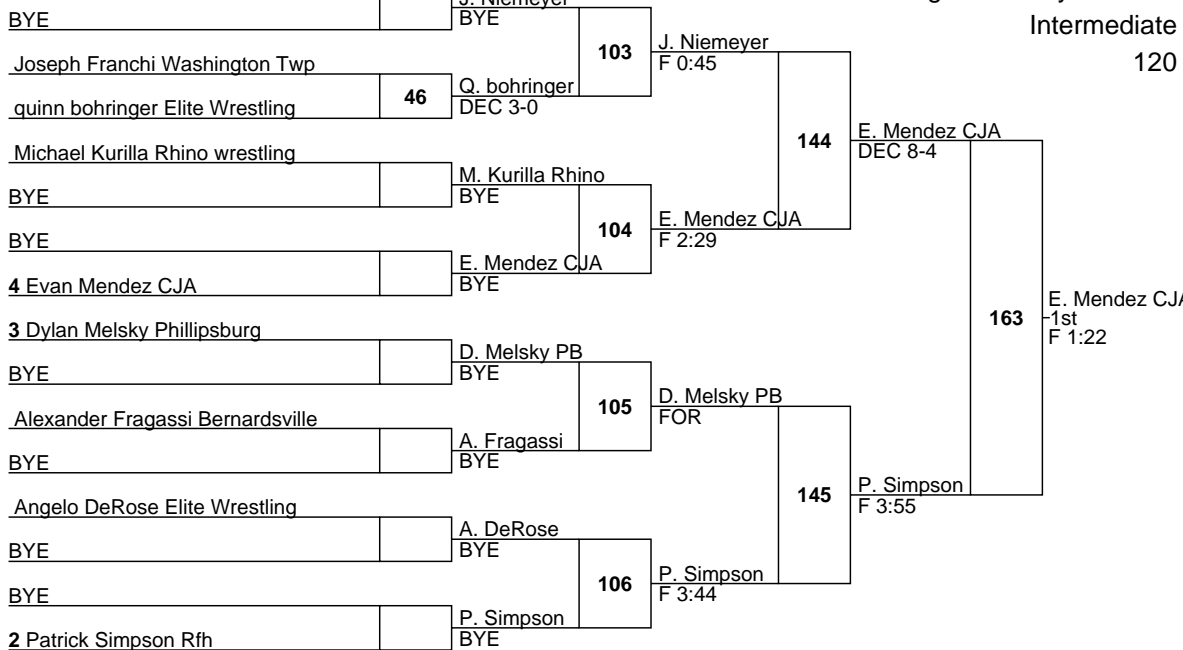 BYE
J. Niemeyer
BYE
103
J. Niemeyer
F 0:45
Intermediate
120
Joseph Franchi Washington Twp
quinn bohringer Elite Wrestling
46
Q. bohringer
DEC 3-0
144
E. Mendez CJA
DEC 8-4
Michael Kurilla Rhino wrestling
BYE
M. Kurilla Rhino
BYE
104
E. Mendez CJA
F 2:29
BYE
4 Evan Mendez CJA
E. Mendez CJA
BYE
163
E. Mendez CJA
1st
F 1:22
3 Dylan Melsky Phillipsburg
BYE
D. Melsky PB
BYE
105
D. Melsky PB
FOR
Alexander Fragassi Bernardsville
BYE
A. Fragassi
BYE
145
P. Simpson
F 3:55
Angelo DeRose Elite Wrestling
BYE
A. DeRose
BYE
106
P. Simpson
F 3:44
BYE
2 Patrick Simpson Rfh
P. Simpson
BYE